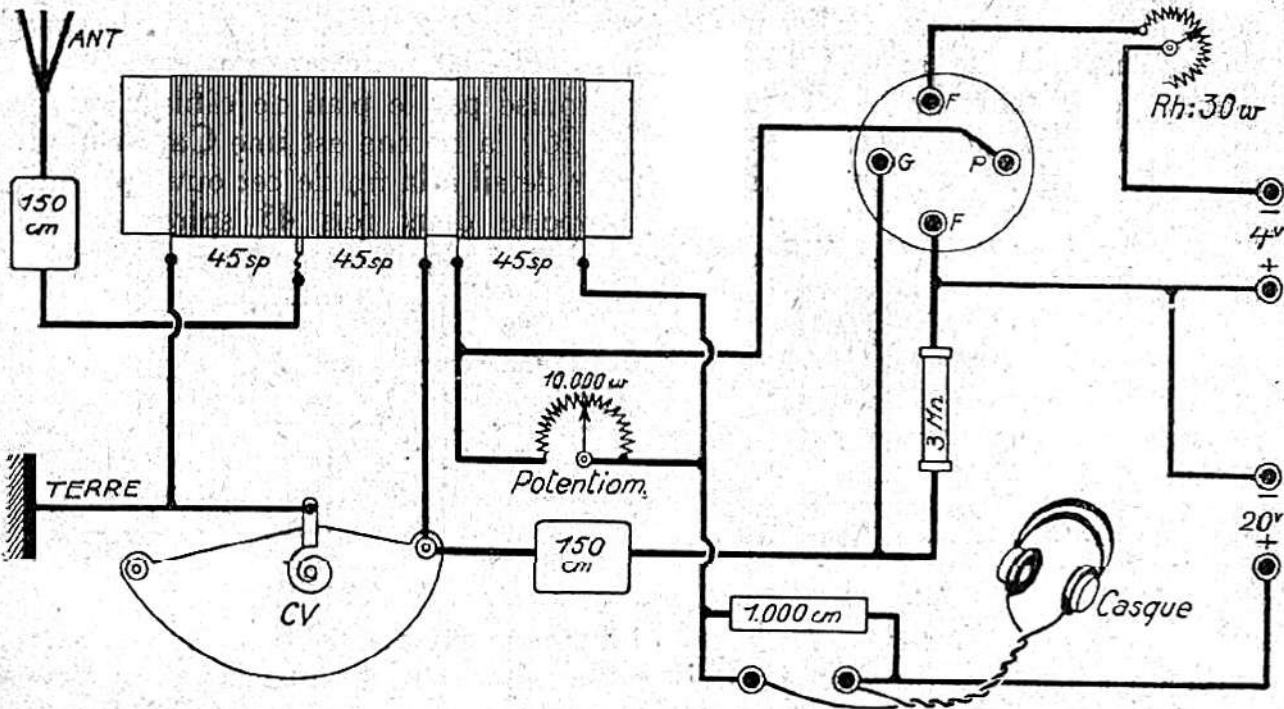 ANT
150
cm
45sp
45sp
45sp
F
G
P
F
Rh:30ω
−
4v
+
10.000 ω
Potentiom.
3 MΩ
TERRE
CV
150
cm
1.000 cm
Casque
−
20v
+